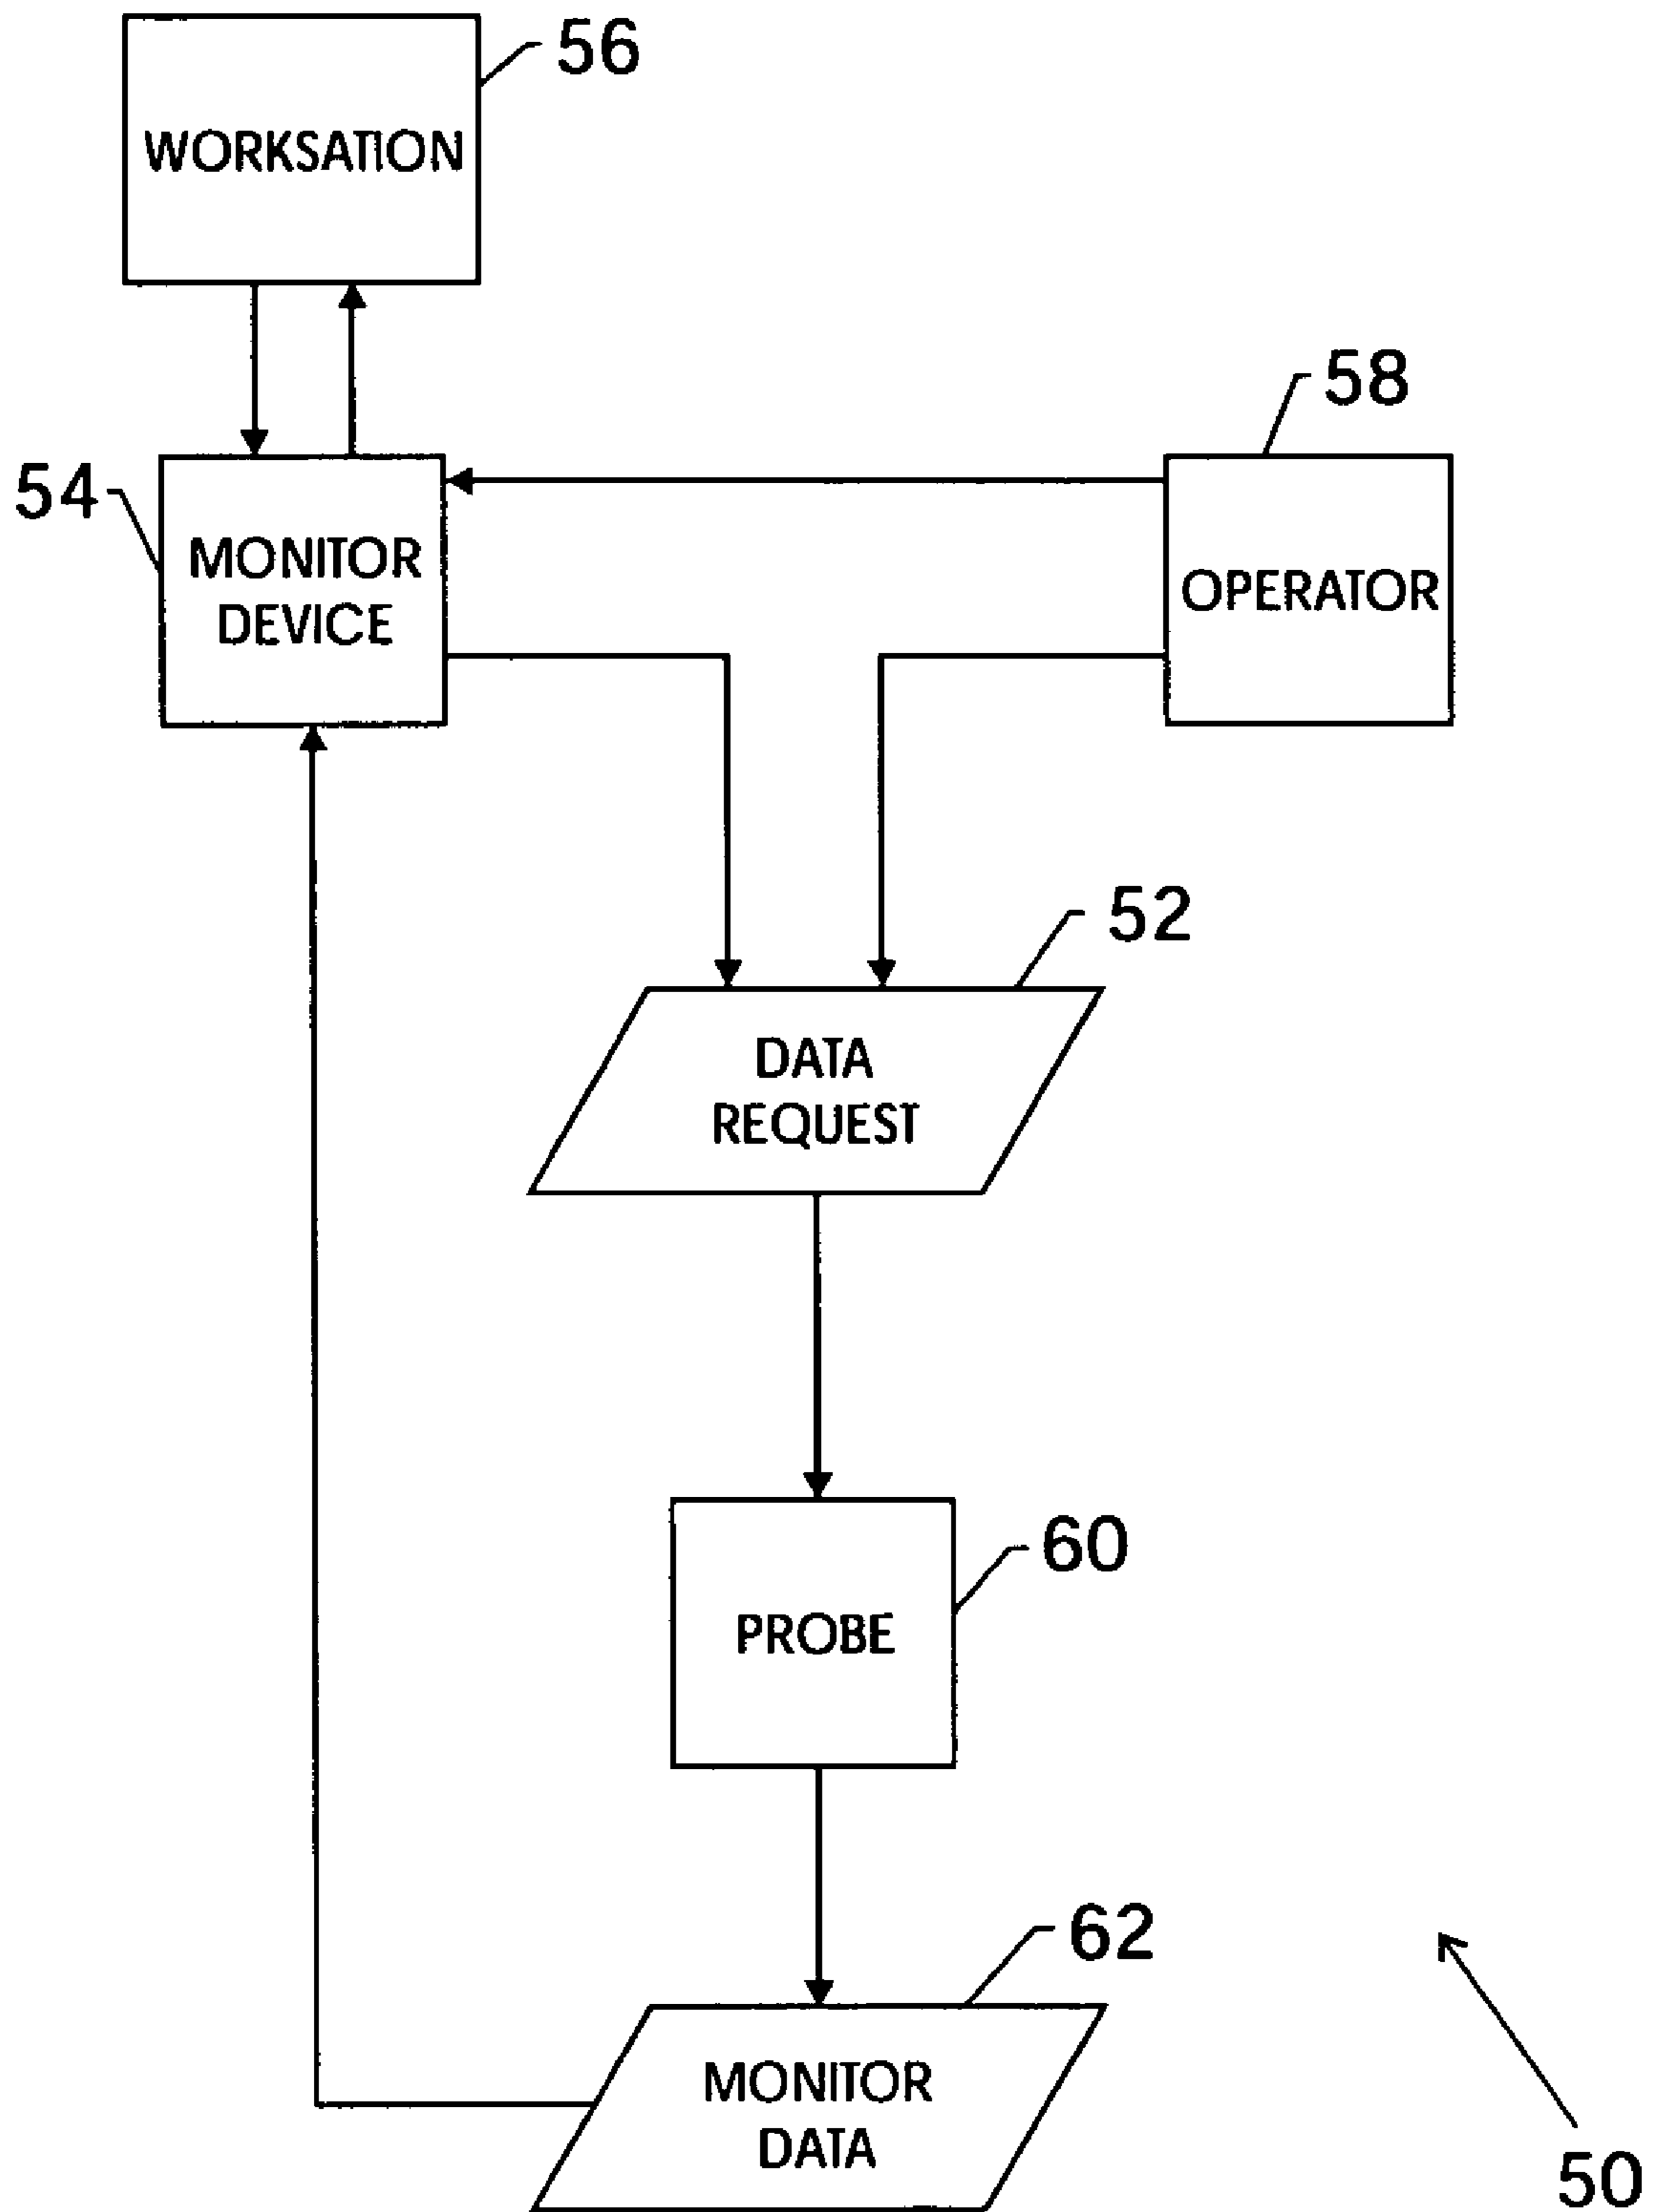 56
WORKSATION
58
54
MONITOR
DEVICE
OPERATOR
52
DATA
REQUEST
60
PROBE
62
MONITOR
DATA
50